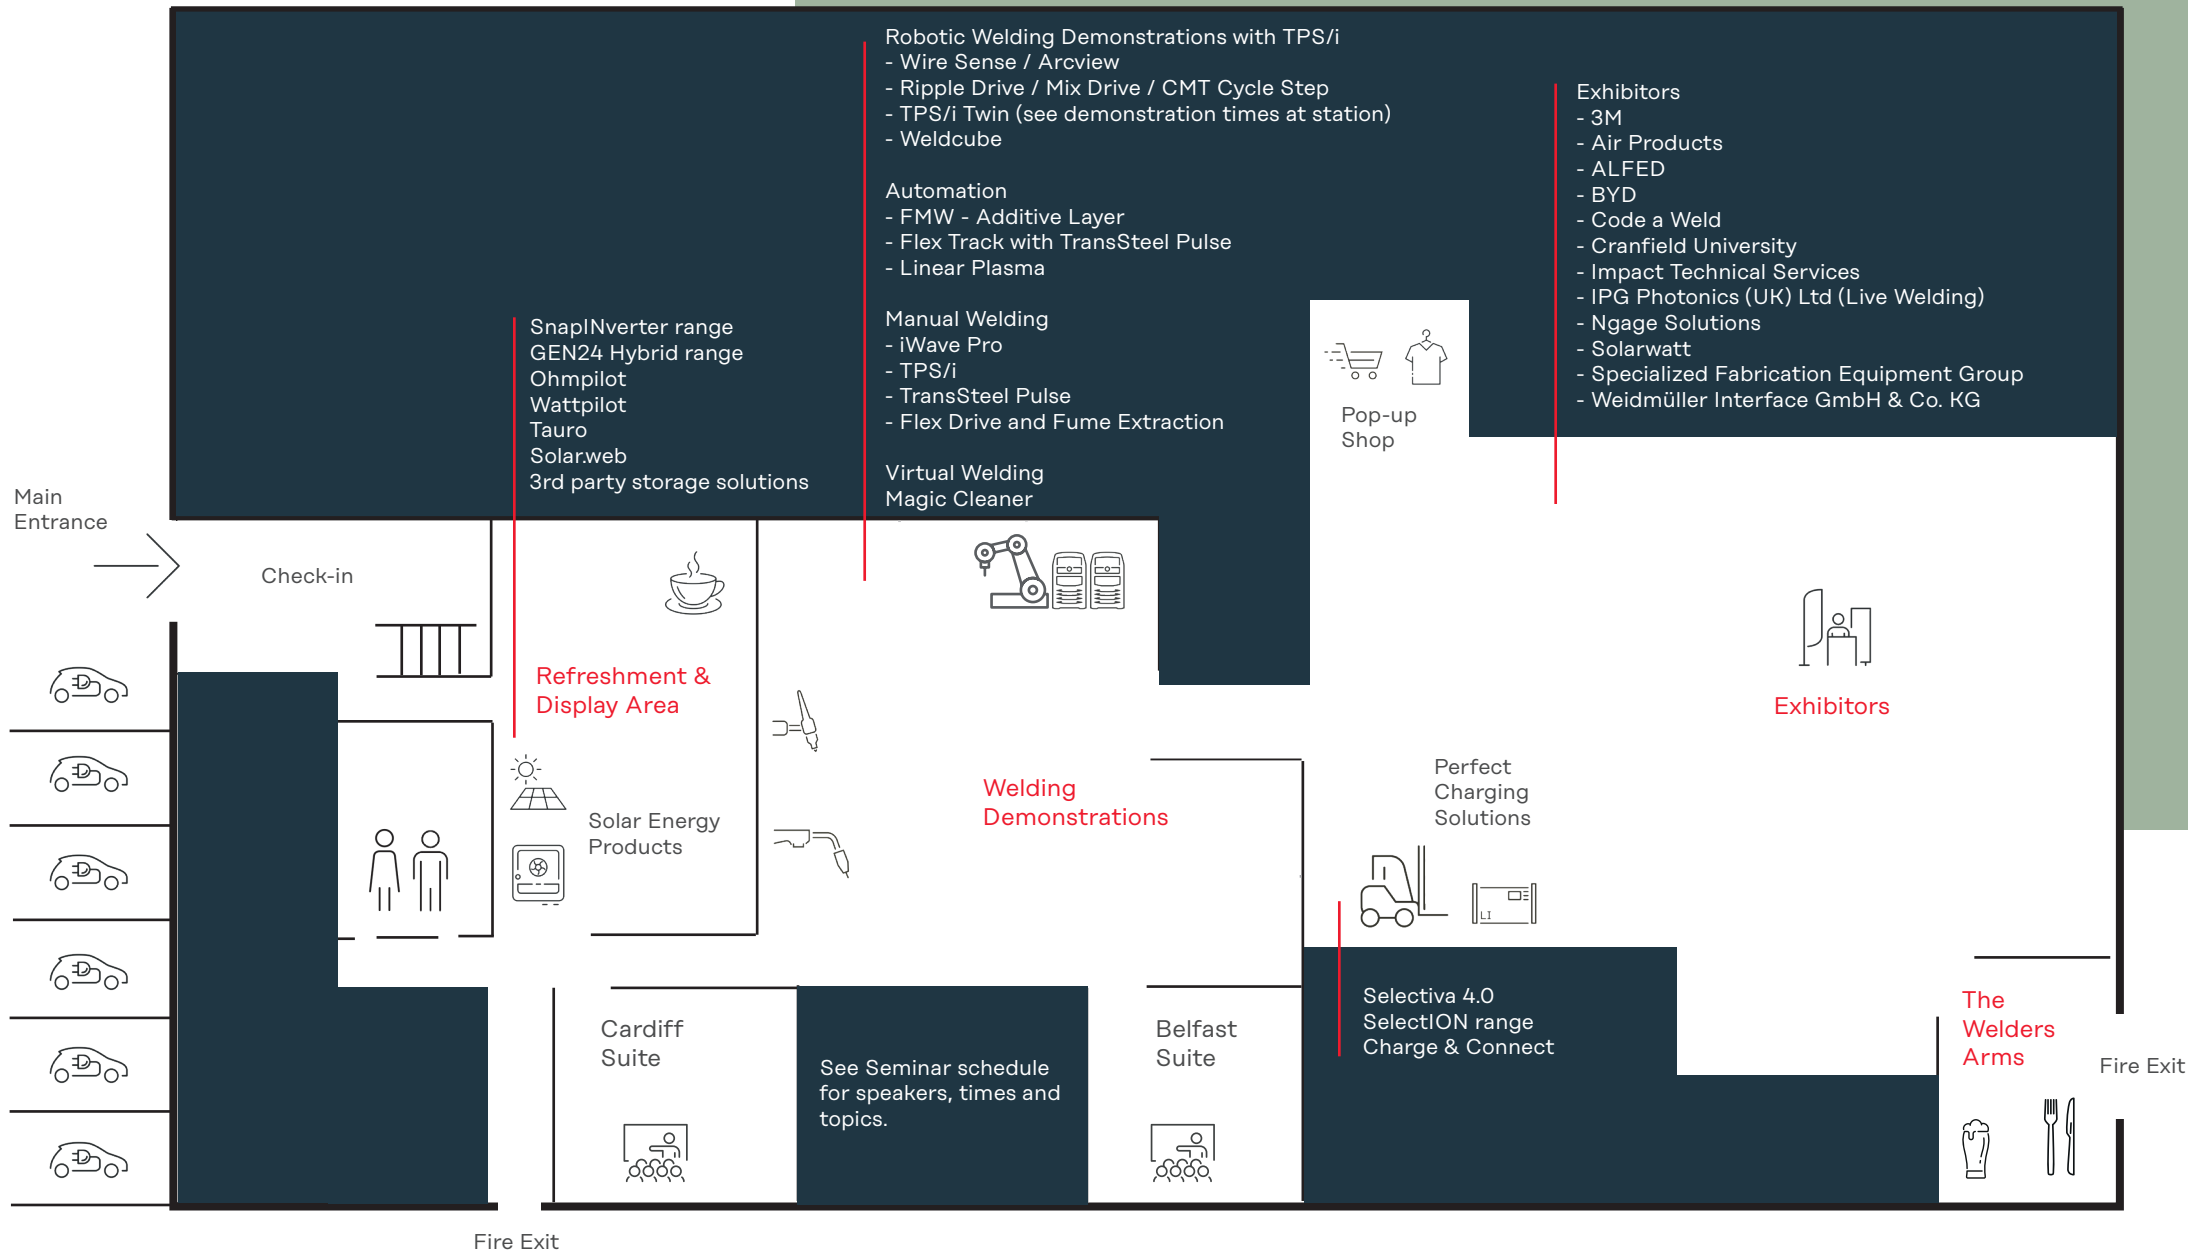 Robotic Welding Demonstrations with TPS/i
- Wire Sense / Arcview
- Ripple Drive / Mix Drive / CMT Cycle Step
- TPS/i Twin (see demonstration times at station)
- Weldcube
Automation
- FMW - Additive Layer
- Flex Track with TransSteel Pulse
- Linear Plasma
Manual Welding
- iWave Pro
- TPS/i
- TransSteel Pulse
- Flex Drive and Fume Extraction
Virtual Welding
Magic Cleaner
Exhibitors
- 3M
- Air Products
- ALFED
- BYD
- Code a Weld
- Cranfield University
- Impact Technical Services
- IPG Photonics (UK) Ltd (Live Welding)
- Ngage Solutions
- Solarwatt
- Specialized Fabrication Equipment Group
- Weidmüller Interface GmbH & Co. KG
SnapINverter range
GEN24 Hybrid range
Ohmpilot
Wattpilot
Tauro
Solar.web
3rd party storage solutions
Pop-up
Shop
Main
Entrance
Check-in
Refreshment &
Display Area
Solar Energy
Products
Welding
Demonstrations
Exhibitors
Perfect
Charging
Solutions
LI
Selectiva 4.0
SelectION range
Charge & Connect
Cardiff
Suite
See Seminar schedule
for speakers, times and
topics.
Belfast
Suite
The
Welders
Arms
Fire Exit
Fire Exit